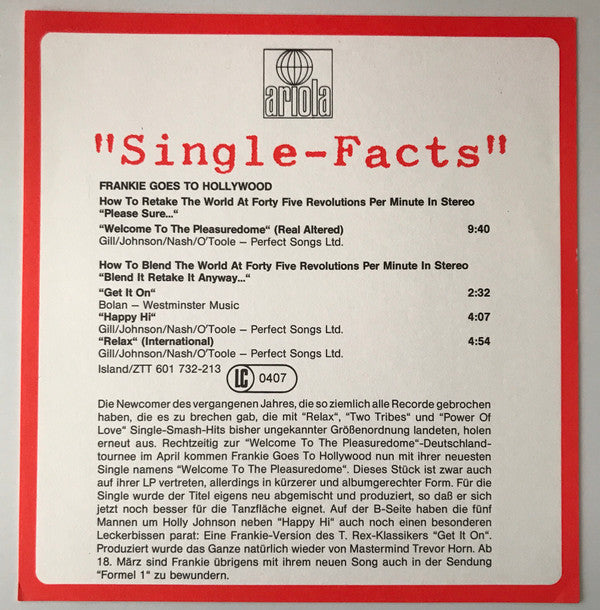 ariola
"Single-Facts"
FRANKIE GOES TO HOLLYWOOD
How To Retake The World At Forty Five Revolutions Per Minute In Stereo
“Please Sure...“
“Welcome To The Pleasuredome“ (Real Altered) 9:40
Gill/Johnson/Nash/O'Toole – Perfect Songs Ltd.
How To Blend The World At Forty Five Revolutions Per Minute In Stereo
“Blend It Retake It Anyway...“
“Get It On“ 2:32
Bolan – Westminster Music
“Happy Hi“ 4:07
Gill/Johnson/Nash/O'Toole – Perfect Songs Ltd.
“Relax“ (International) 4:54
Gill/Johnson/Nash/O'Toole – Perfect Songs Ltd.
Island/ZTT 601 732-213 LC 0407
Die Newcomer des vergangenen Jahres, die so ziemlich alle Recorde gebrochen
haben, die es zu brechen gab, die mit “Relax“, “Two Tribes“ und “Power Of
Love“ Single-Smash-Hits bisher ungekannter Größenordnung landeten, holen
erneut aus. Rechtzeitig zur “Welcome To The Pleasuredome“-Deutschland-
tournee im April kommen Frankie Goes To Hollywood nun mit ihrer neuesten
Single namens “Welcome To The Pleasuredome“. Dieses Stück ist zwar auch
auf ihrer LP vertreten, allerdings in kürzerer und albumgerechter Form. Für die
Single wurde der Titel eigens neu abgemischt und produziert, so daß er sich
jetzt noch besser für die Tanzfläche eignet. Auf der B-Seite haben die fünf
Mannen um Holly Johnson neben “Happy Hi“ auch noch einen besonderen
Leckerbissen parat: Eine Frankie-Version des T. Rex-Klassikers “Get It On“.
Produziert wurde das Ganze natürlich wieder von Mastermind Trevor Horn. Ab
18. März sind Frankie übrigens mit ihrem neuen Song auch in der Sendung
“Formel 1“ zu bewundern.